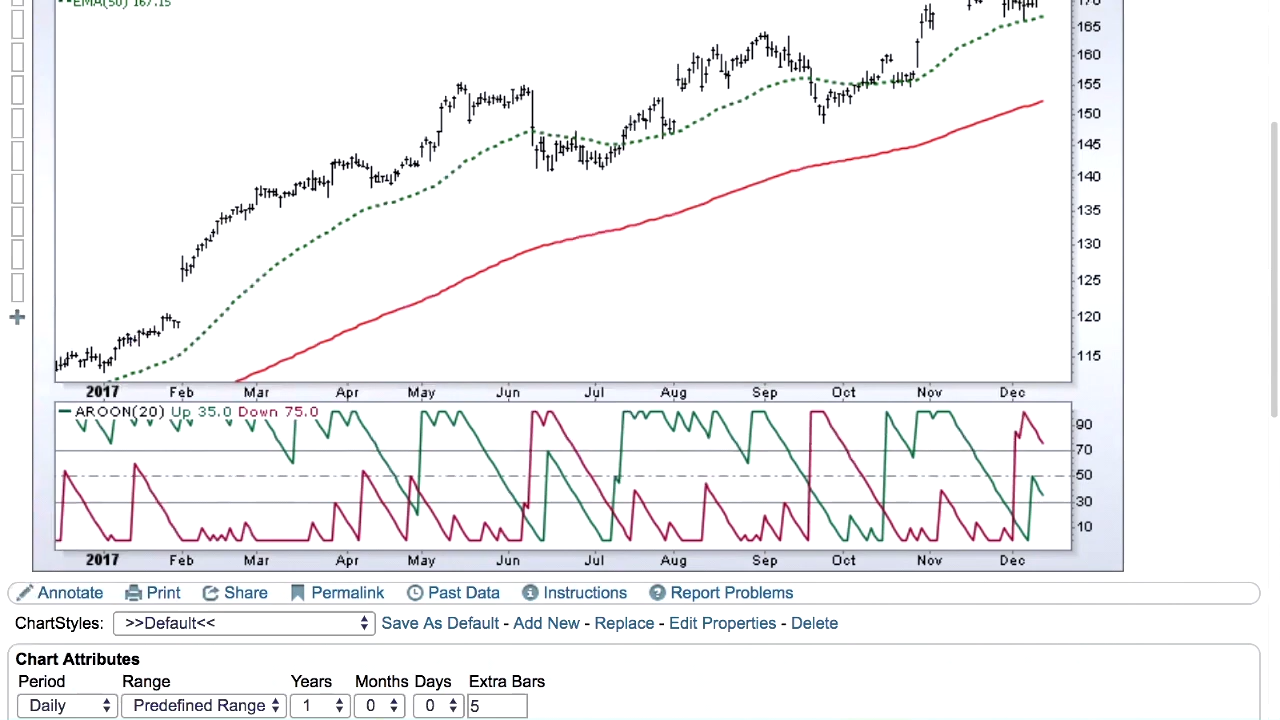 EMA(50) 167.15
170
165
160
155
150
145
140
135
130
125
120
115
2017 Feb Mar Apr May Jun Jul Aug Sep Oct Nov Dec
AROON(20) Up 35.0 Down 75.0
90
70
50
30
10
2017 Feb Mar Apr May Jun Jul Aug Sep Oct Nov Dec
Annotate Print Share Permalink Past Data Instructions Report Problems
ChartStyles: >>Default<< Save As Default - Add New - Replace - Edit Properties - Delete
Chart Attributes
Period Range Years Months Days Extra Bars
Daily Predefined Range 1 0 0 5